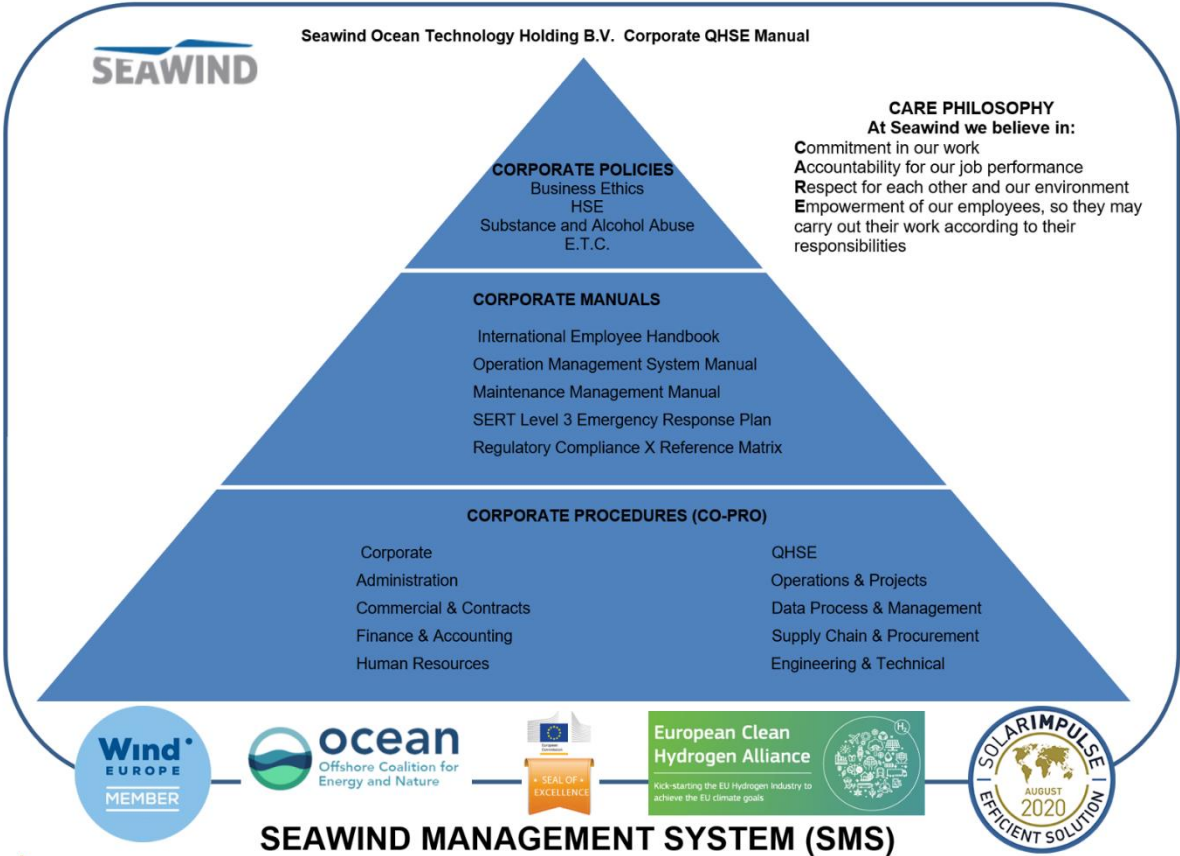 Seawind Ocean Technology Holding B.V. Corporate QHSE Manual
SEAWIND
CARE PHILOSOPHY
At Seawind we believe in:
Commitment in our work
Accountability for our job performance
Respect for each other and our environment
Empowerment of our employees, so they may
carry out their work according to their
responsibilities
CORPORATE POLICIES
Business Ethics
HSE
Substance and Alcohol Abuse
E.T.C.
CORPORATE MANUALS
International Employee Handbook
Operation Management System Manual
Maintenance Management Manual
SERT Level 3 Emergency Response Plan
Regulatory Compliance X Reference Matrix
CORPORATE PROCEDURES (CO-PRO)
Corporate
Administration
Commercial & Contracts
Finance & Accounting
Human Resources
QHSE
Operations & Projects
Data Process & Management
Supply Chain & Procurement
Engineering & Technical
Wind
EUROPE
MEMBER
ocean
Offshore Coalition for
Energy and Nature
European
Commission
SEAL OF
EXCELLENCE
European Clean
Hydrogen Alliance
Kick-starting the EU Hydrogen Industry to
achieve the EU climate goals
H2
SOLARIMPULSE
AUGUST
2020
EFFICIENT SOLUTION
SEAWIND MANAGEMENT SYSTEM (SMS)